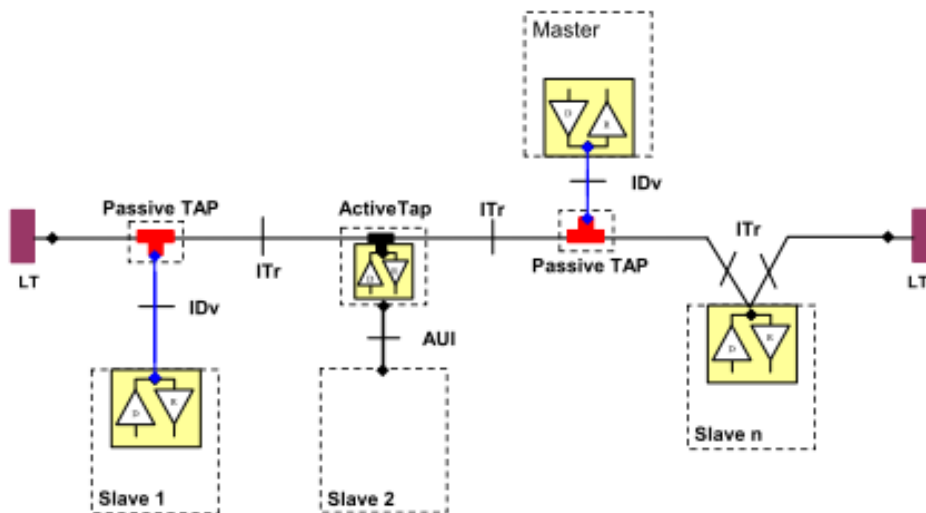 Master
D
R
IDv
Passive TAP
ActiveTap
ITr
ITr
LT
ITr
Passive TAP
LT
D
R
IDv
AUI
D
R
D
R
Slave 1
Slave 2
Slave n